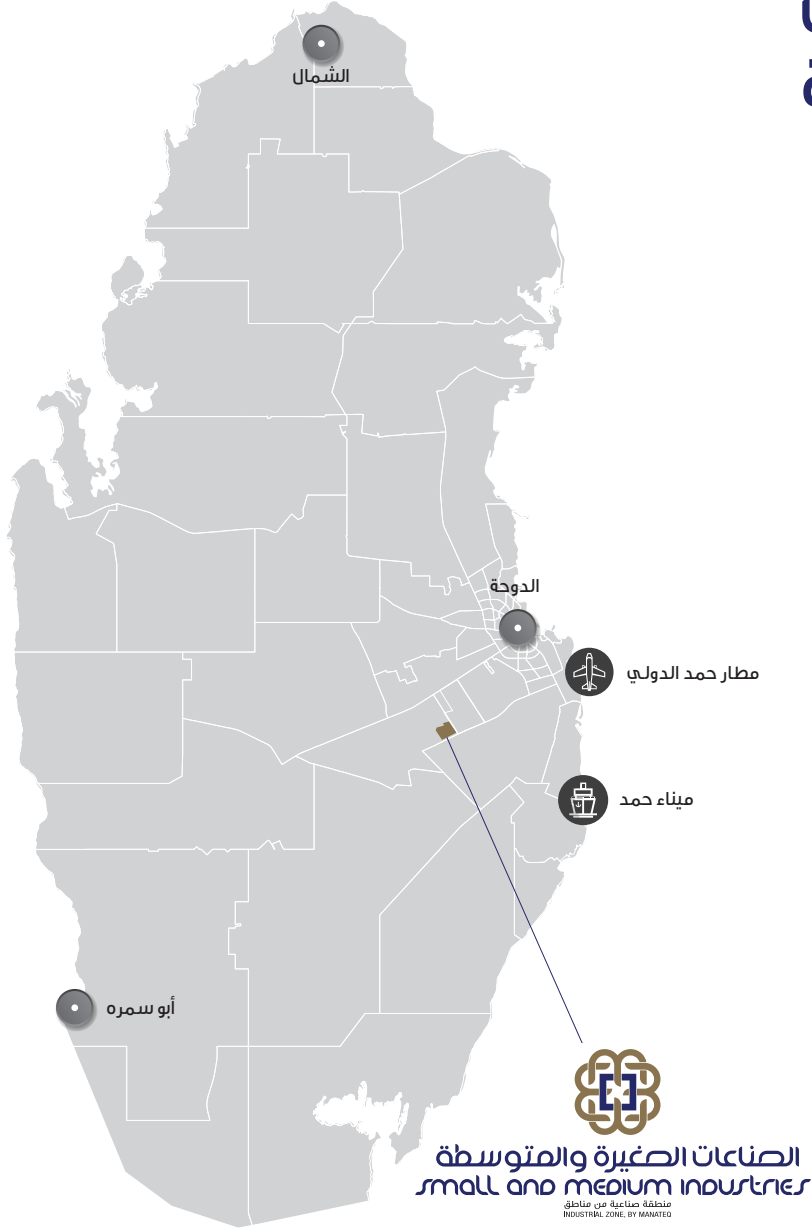 الشمال
الدوحة
مطار حمد الدولي
ميناء حمد
أبو سمره
الصناعات الصغيرة والمتوسطة
small and medium industries
منطقة صناعية من مناطق
INDUSTRIAL ZONE, BY MANATEQ